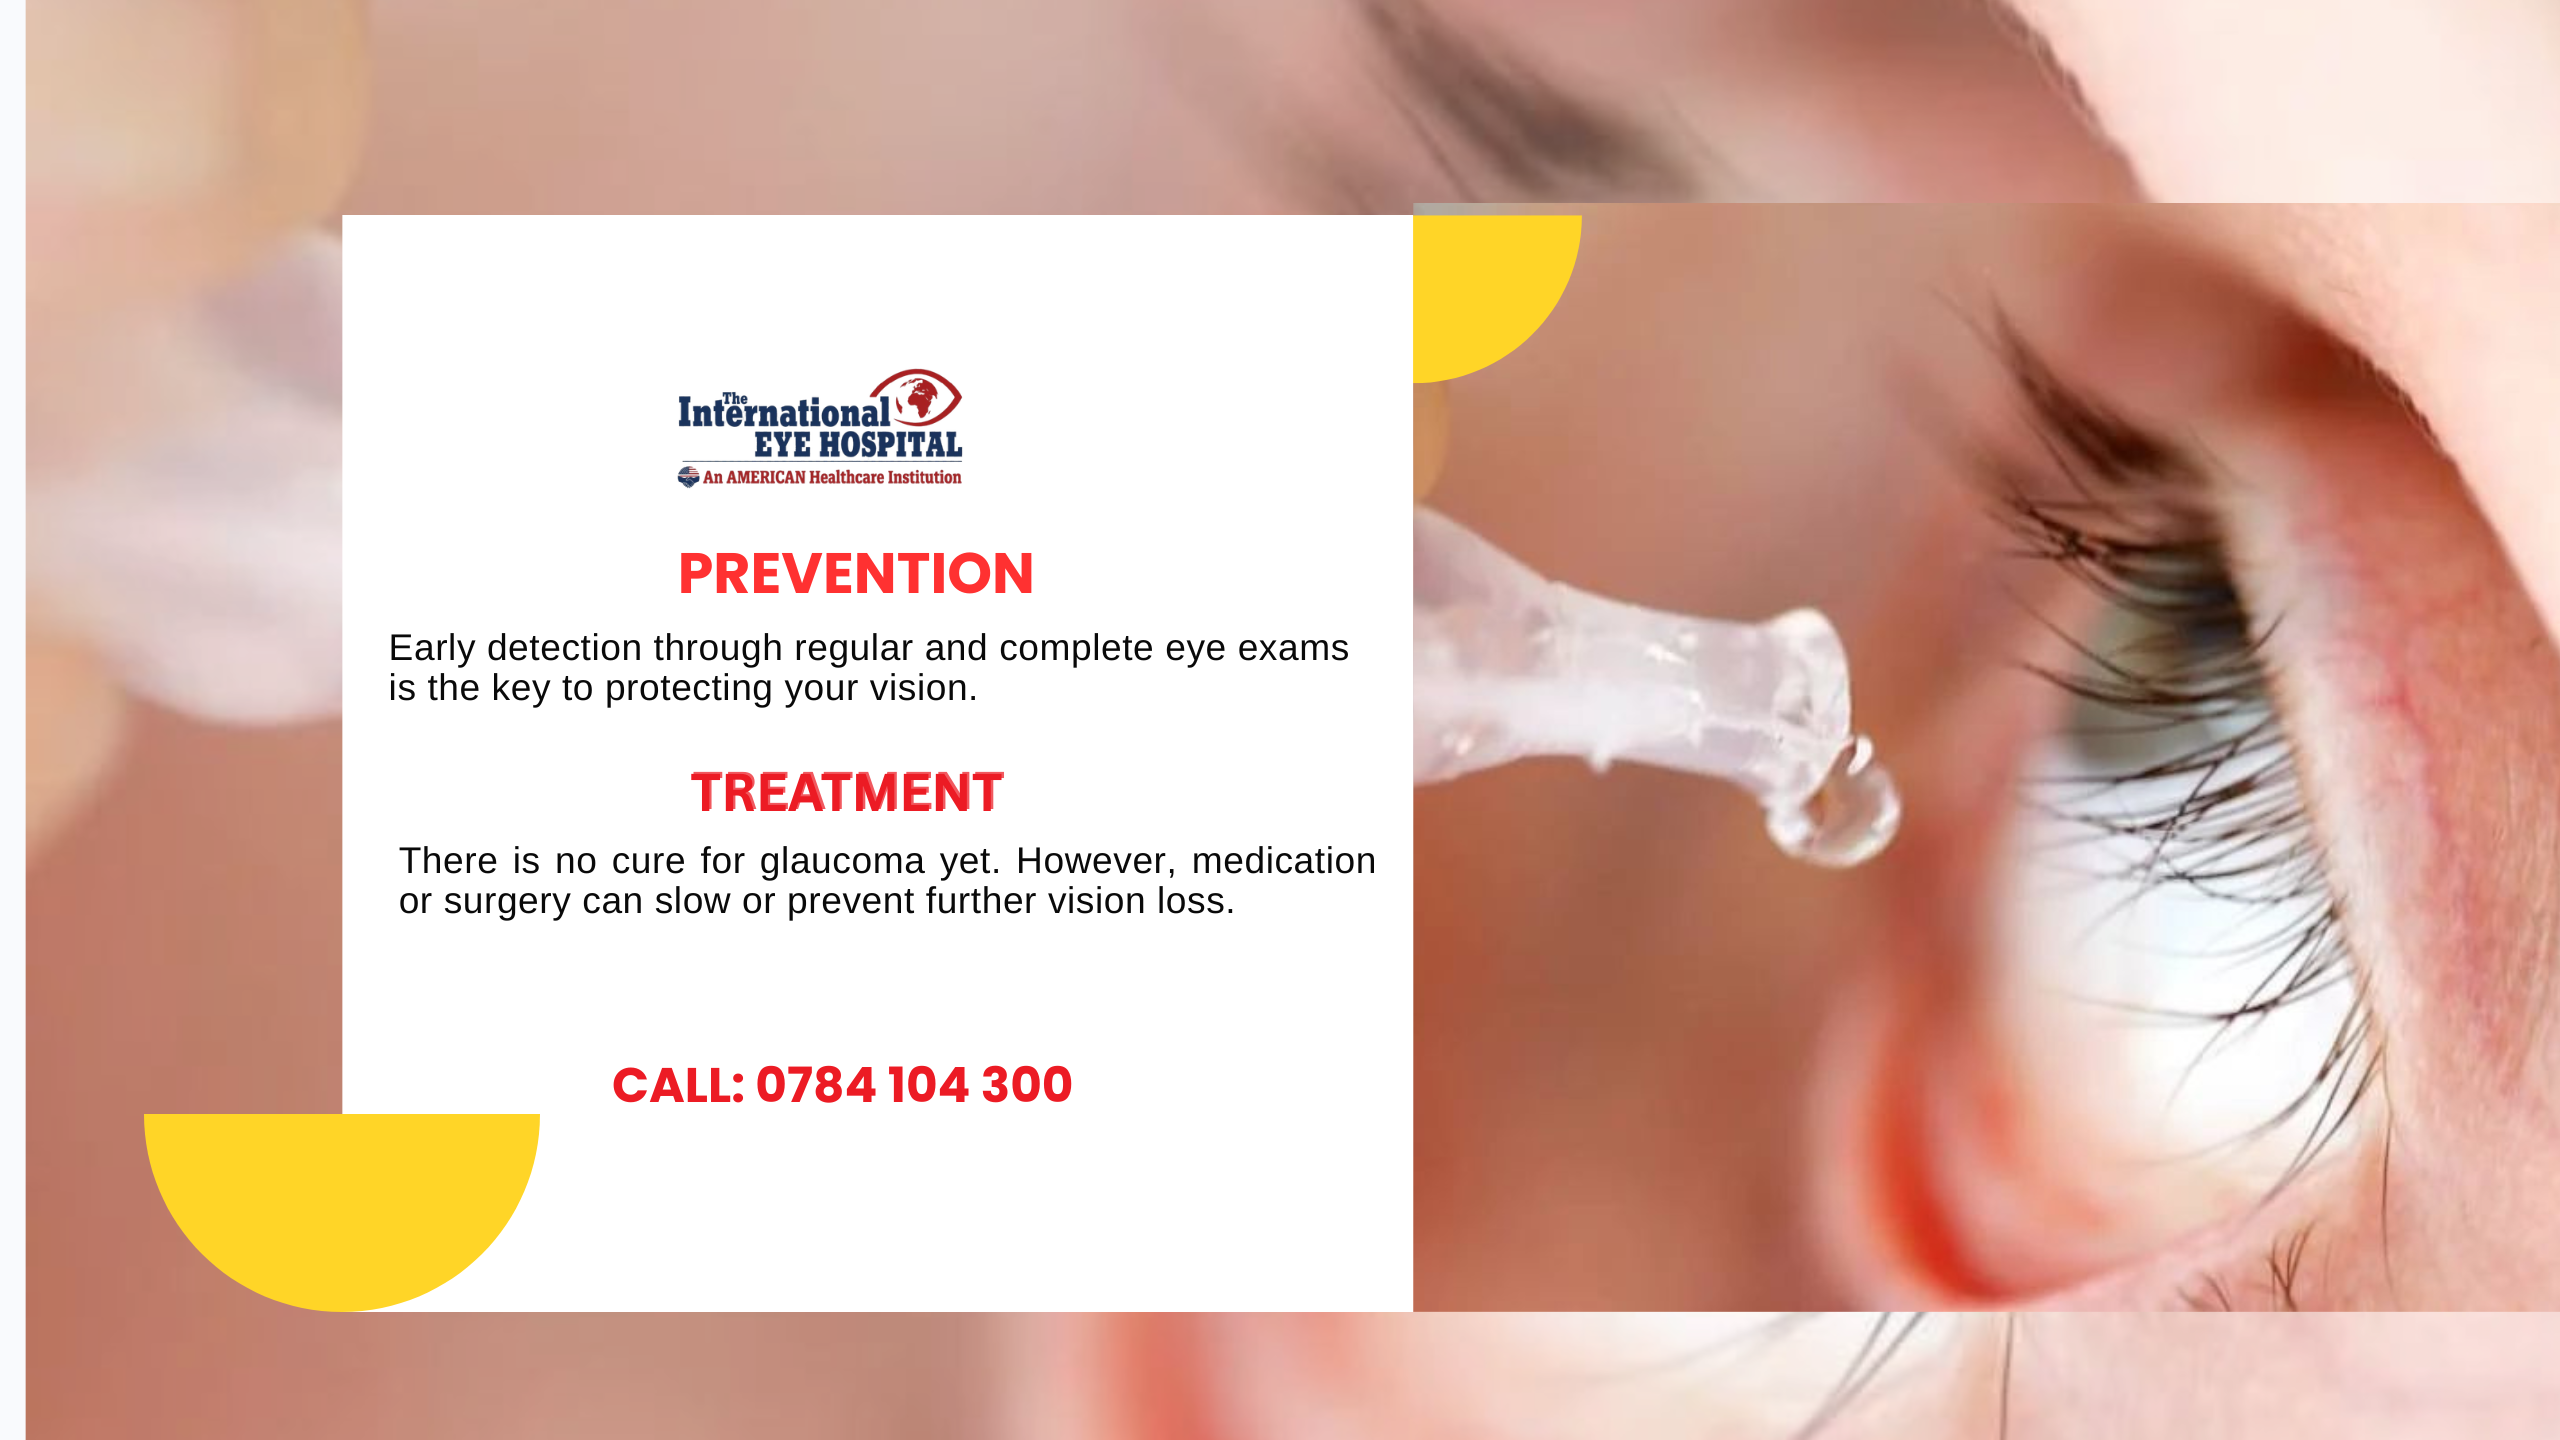 The
International
EYE HOSPITAL
An AMERICAN Healthcare Institution
PREVENTION
Early detection through regular and complete eye exams
is the key to protecting your vision.
TREATMENT
There is no cure for glaucoma yet. However, medication
or surgery can slow or prevent further vision loss.
CALL: 0784 104 300